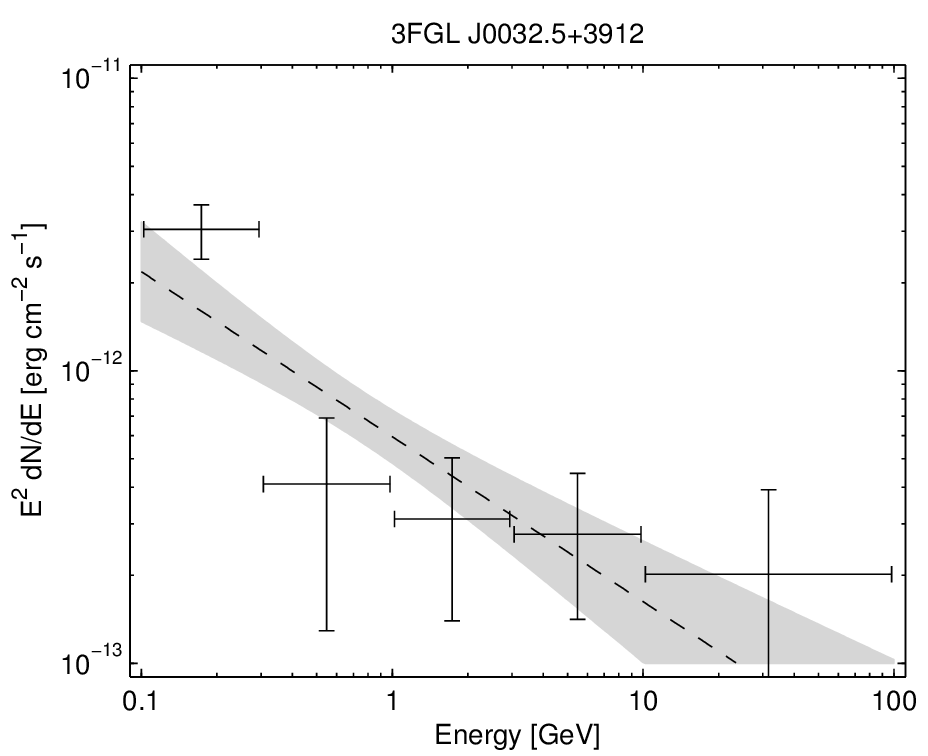 3FGL J0032.5+3912
10⁻¹¹
10⁻¹²
10⁻¹³
E² dN/dE [erg cm⁻² s⁻¹]
0.1 1 10 100
Energy [GeV]